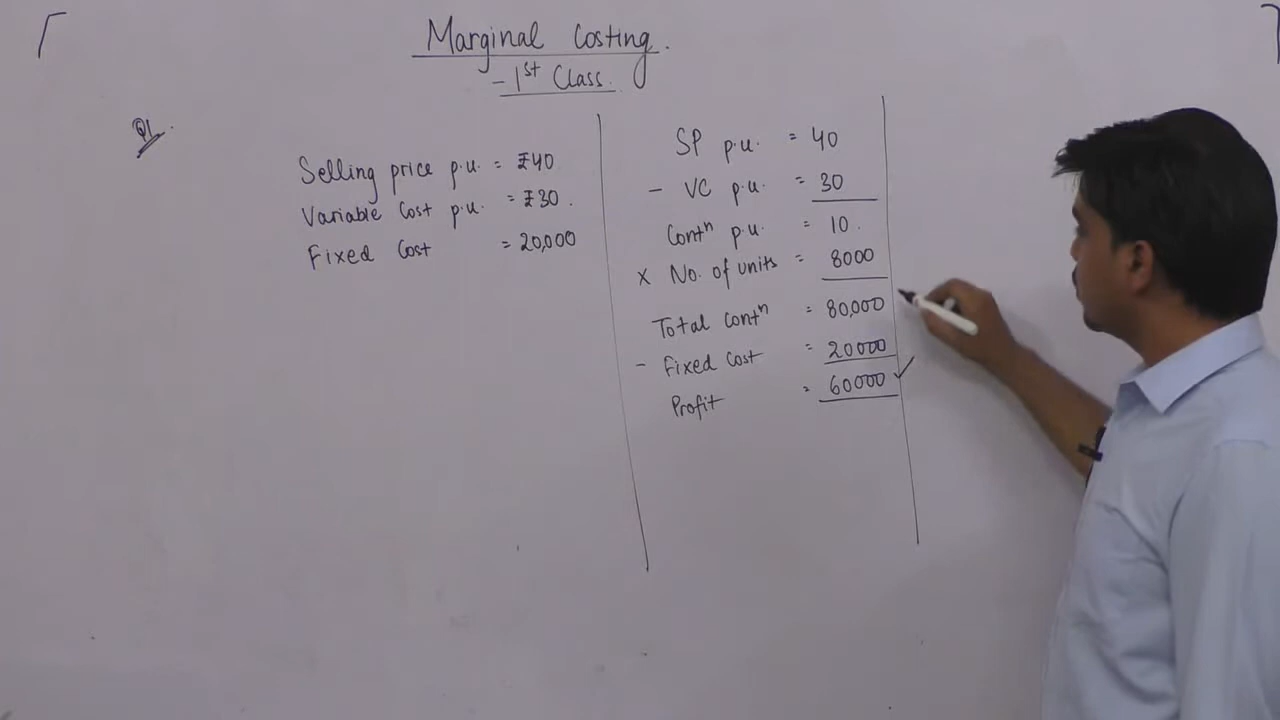 Marginal Costing.
- 1st Class.
Q1.
Selling price p.u. = ₹40
Variable Cost p.u. = ₹30.
Fixed Cost = 20,000
SP p.u. = 40
- VC p.u. = 30
Contn p.u. = 10.
X No. of units = 8000
Total Contn = 80,000
- Fixed Cost = 20000
Profit = 60000 ✓